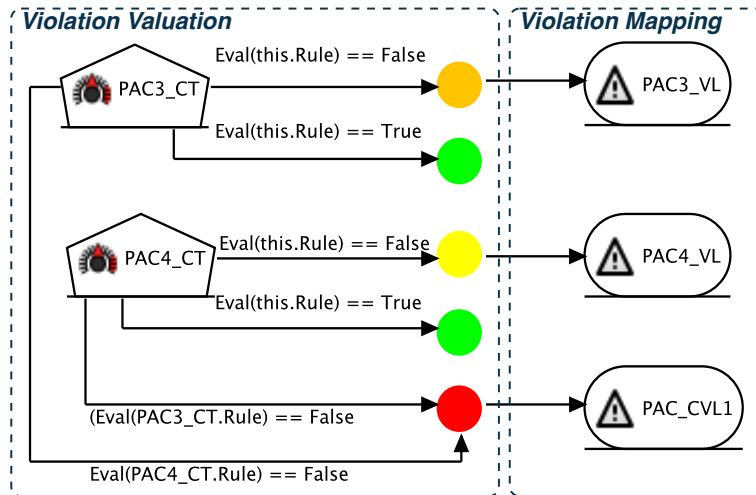 Violation Valuation
Violation Mapping
Eval(this.Rule) == False
PAC3_CT
PAC3_VL
Eval(this.Rule) == True
Eval(this.Rule) == False
PAC4_CT
PAC4_VL
Eval(this.Rule) == True
(Eval(PAC3_CT.Rule) == False
PAC_CVL1
Eval(PAC4_CT.Rule) == False